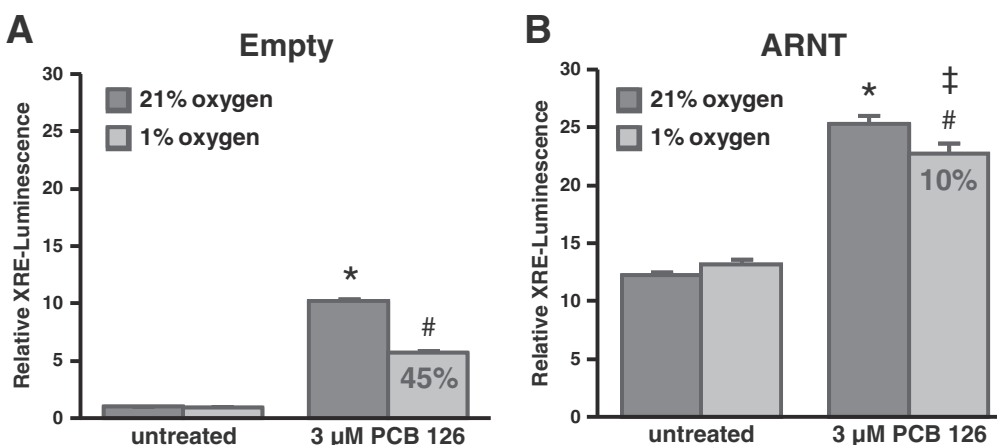 A
Empty
Relative XRE-Luminescence
30
25
20
15
10
5
0
21% oxygen
1% oxygen
*
#
45%
untreated
3 µM PCB 126
B
ARNT
Relative XRE-Luminescence
30
25
20
15
10
5
0
21% oxygen
1% oxygen
*
‡
#
10%
untreated
3 µM PCB 126